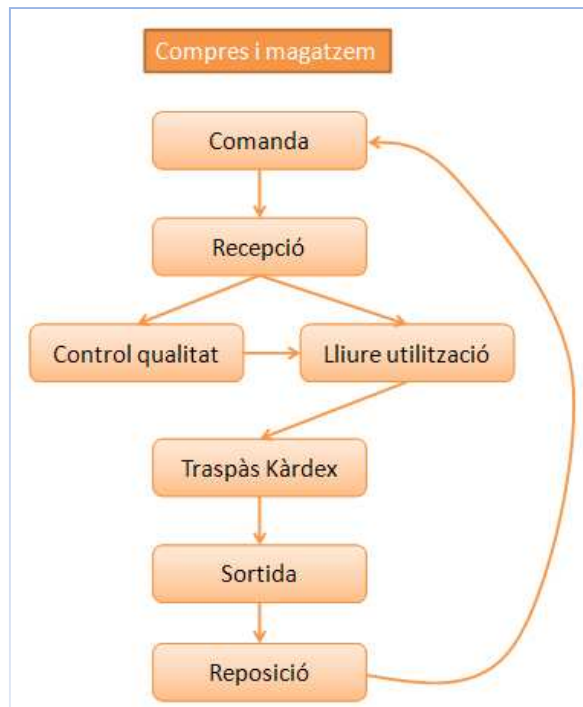 Compres i magatzem
Comanda
Recepció
Control qualitat
Lliure utilització
Traspàs Kàrdex
Sortida
Reposició